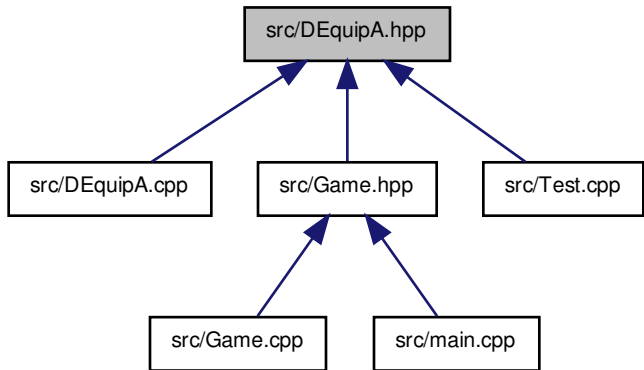 src/DEquipA.hpp
src/DEquipA.cpp
src/Game.hpp
src/Test.cpp
src/Game.cpp
src/main.cpp